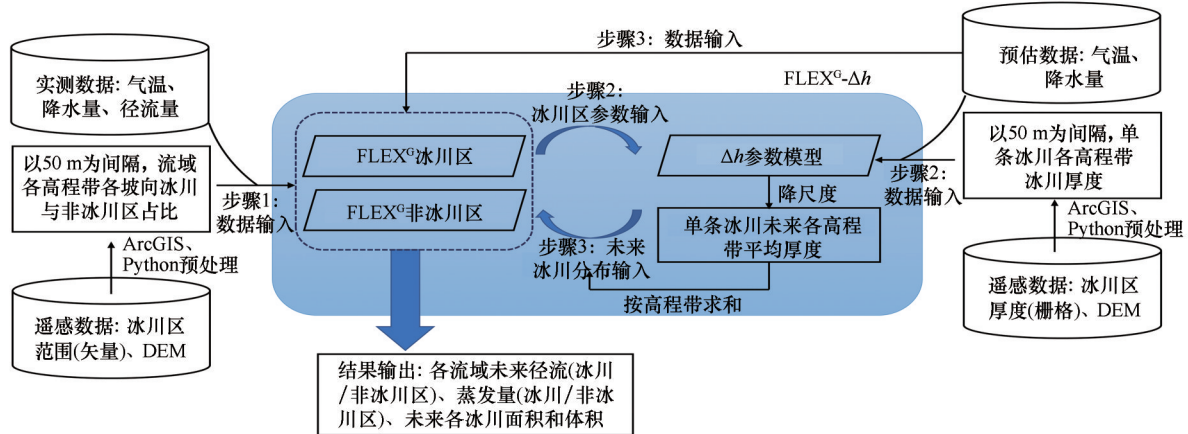 步骤3：数据输入
实测数据: 气温、
降水量、径流量
预估数据: 气温、
降水量
FLEXᴳ-Δh
步骤2：
冰川区参数输入
FLEXᴳ冰川区
FLEXᴳ非冰川区
Δh参数模型
降尺度
单条冰川未来各高程
带平均厚度
步骤3：未来
冰川分布输入
按高程带求和
以50 m为间隔，流域
各高程带各坡向冰川
与非冰川区占比
步骤1：
数据输入
以50 m为间隔，单
条冰川各高程带
冰川厚度
步骤2：
数据输入
ArcGIS、
Python预处理
ArcGIS、
Python预处理
遥感数据: 冰川区
范围(矢量)、DEM
遥感数据: 冰川区
厚度(栅格)、DEM
结果输出: 各流域未来径流(冰川
/非冰川区)、蒸发量(冰川/非冰
川区)、未来各冰川面积和体积